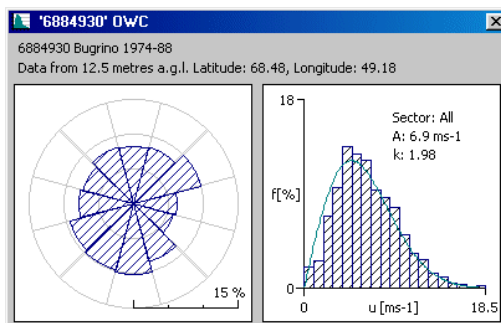 '6884930' OWC
6884930 Bugrino 1974-88
Data from 12.5 metres a.g.l. Latitude: 68.48, Longitude: 49.18
15 %
18
Sector: All
A: 6.9 ms-1
k: 1.98
f[%]
0
0 u [ms-1] 18.5